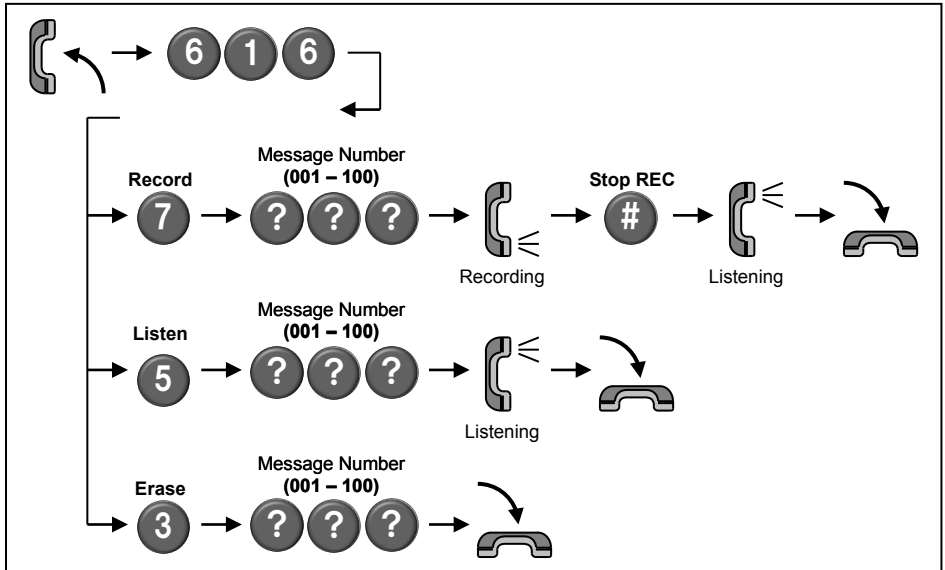 6 1 6
Message Number
(001 – 100)
Record
Stop REC
7 ? ? ? #
Recording
Listening
Message Number
(001 – 100)
Listen
5 ? ? ?
Listening
Message Number
(001 – 100)
Erase
3 ? ? ?